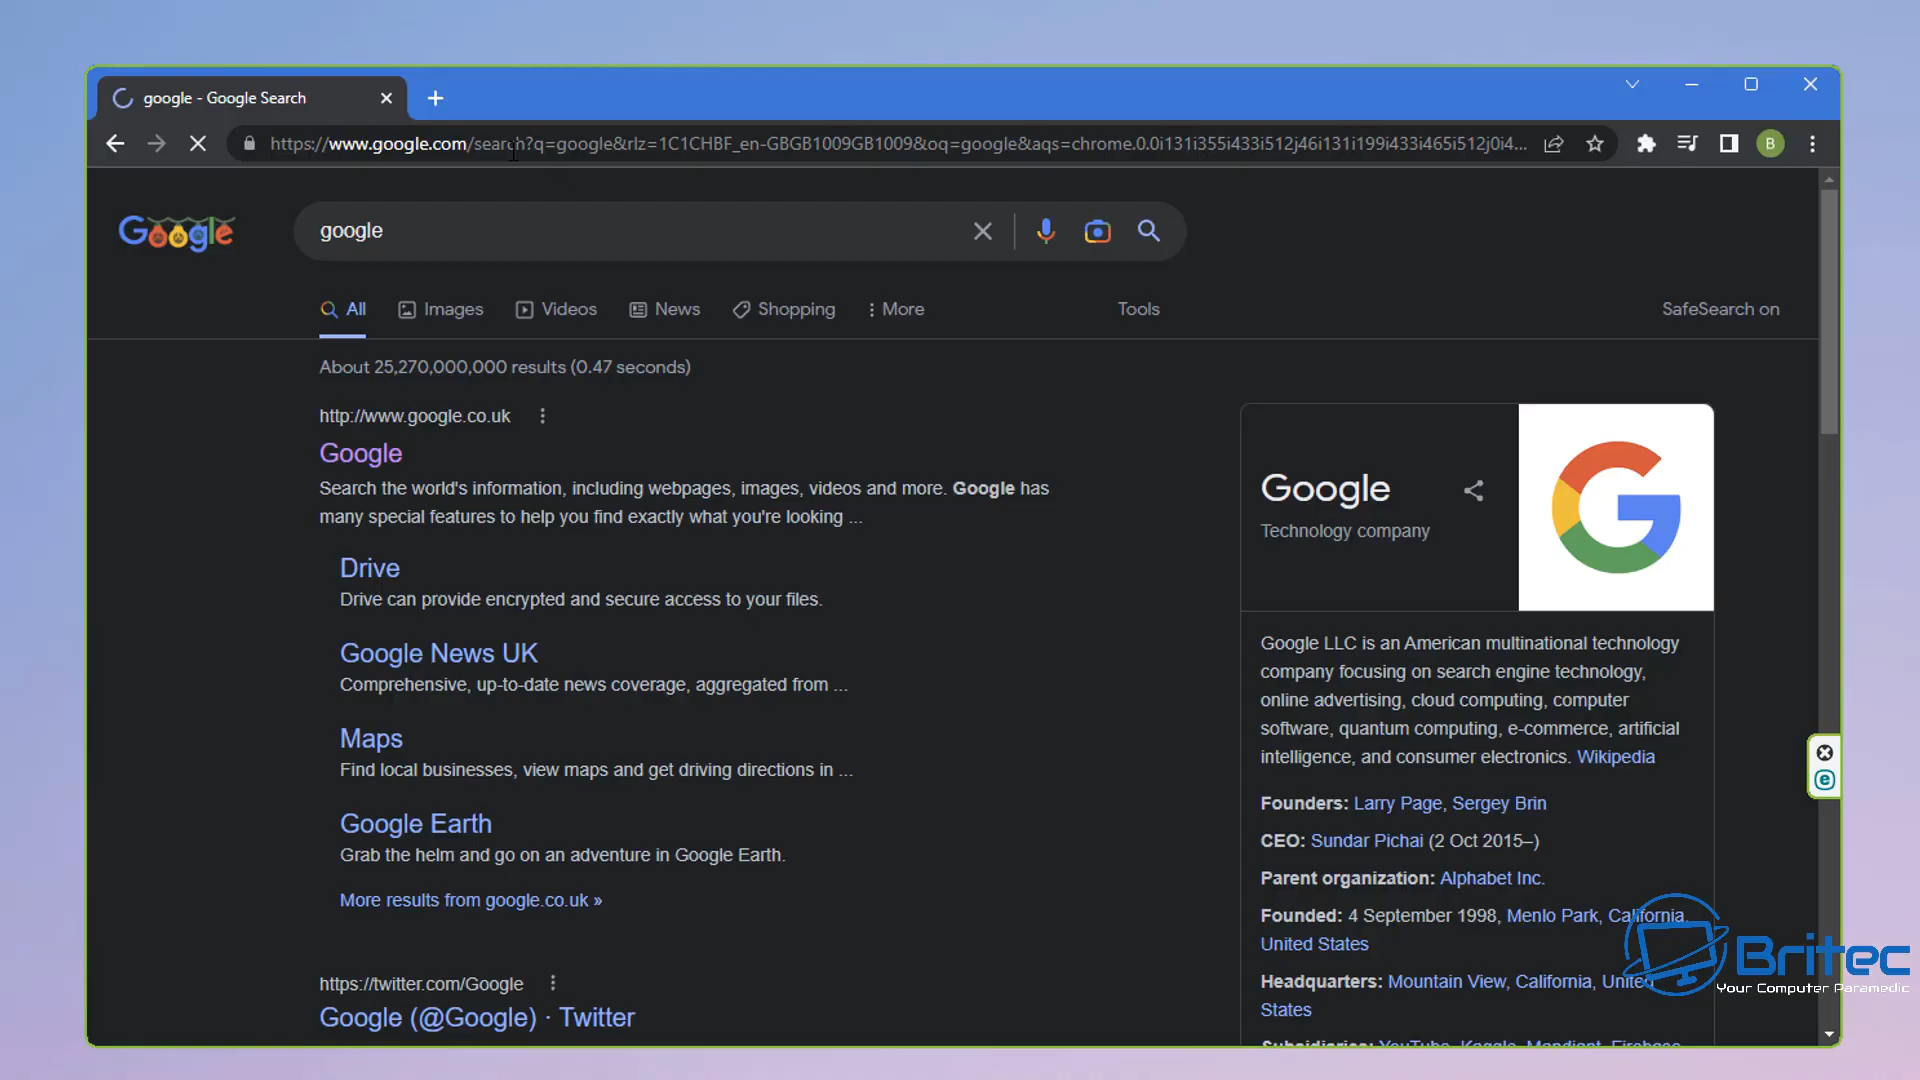 google - Google Search
https://www.google.com/search?q=google&rlz=1C1CHBF_en-GBGB1009GB1009&oq=google&aqs=chrome.0.0i131i355i433i512j46i131i199i433i465i512j0i4...
B
Google
google
All Images Videos News Shopping More Tools SafeSearch on
About 25,270,000,000 results (0.47 seconds)
http://www.google.co.uk
Google
Search the world's information, including webpages, images, videos and more. Google has
many special features to help you find exactly what you're looking ...
Drive
Drive can provide encrypted and secure access to your files.
Google News UK
Comprehensive, up-to-date news coverage, aggregated from ...
Maps
Find local businesses, view maps and get driving directions in ...
Google Earth
Grab the helm and go on an adventure in Google Earth.
More results from google.co.uk »
https://twitter.com/Google
Google (@Google) · Twitter
Google
Technology company
G
Google LLC is an American multinational technology
company focusing on search engine technology,
online advertising, cloud computing, computer
software, quantum computing, e-commerce, artificial
intelligence, and consumer electronics. Wikipedia
Founders: Larry Page, Sergey Brin
CEO: Sundar Pichai (2 Oct 2015–)
Parent organization: Alphabet Inc.
Founded: 4 September 1998, Menlo Park, California,
United States
Headquarters: Mountain View, California, United
States
Subsidiaries: YouTube, Kaggle, Mandiant, Firebase,
Britec
Your Computer Paramedic